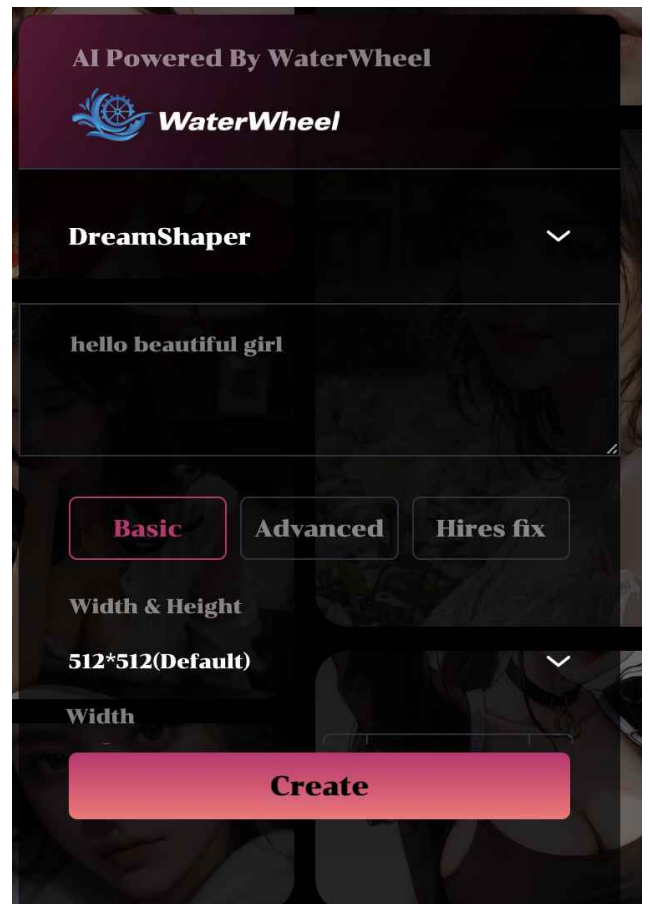 AI Powered By WaterWheel
WaterWheel
DreamShaper
hello beautiful girl
Basic
Advanced
Hires fix
Width & Height
512*512(Default)
Width
Create